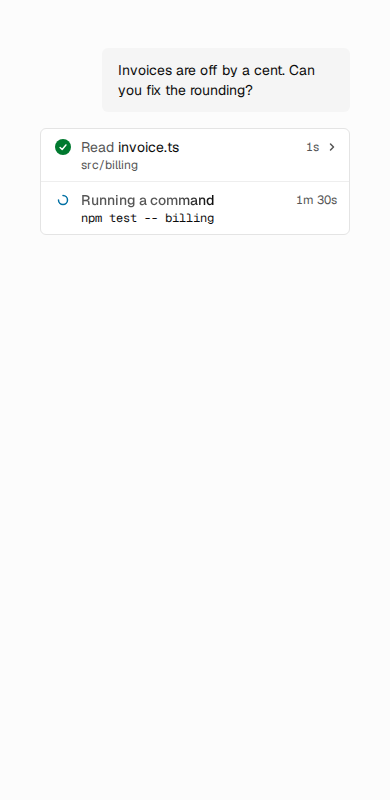 Invoices are off by a cent. Can
you fix the rounding?
Read invoice.ts 1s
src/billing
Running a command 1m 30s
npm test -- billing